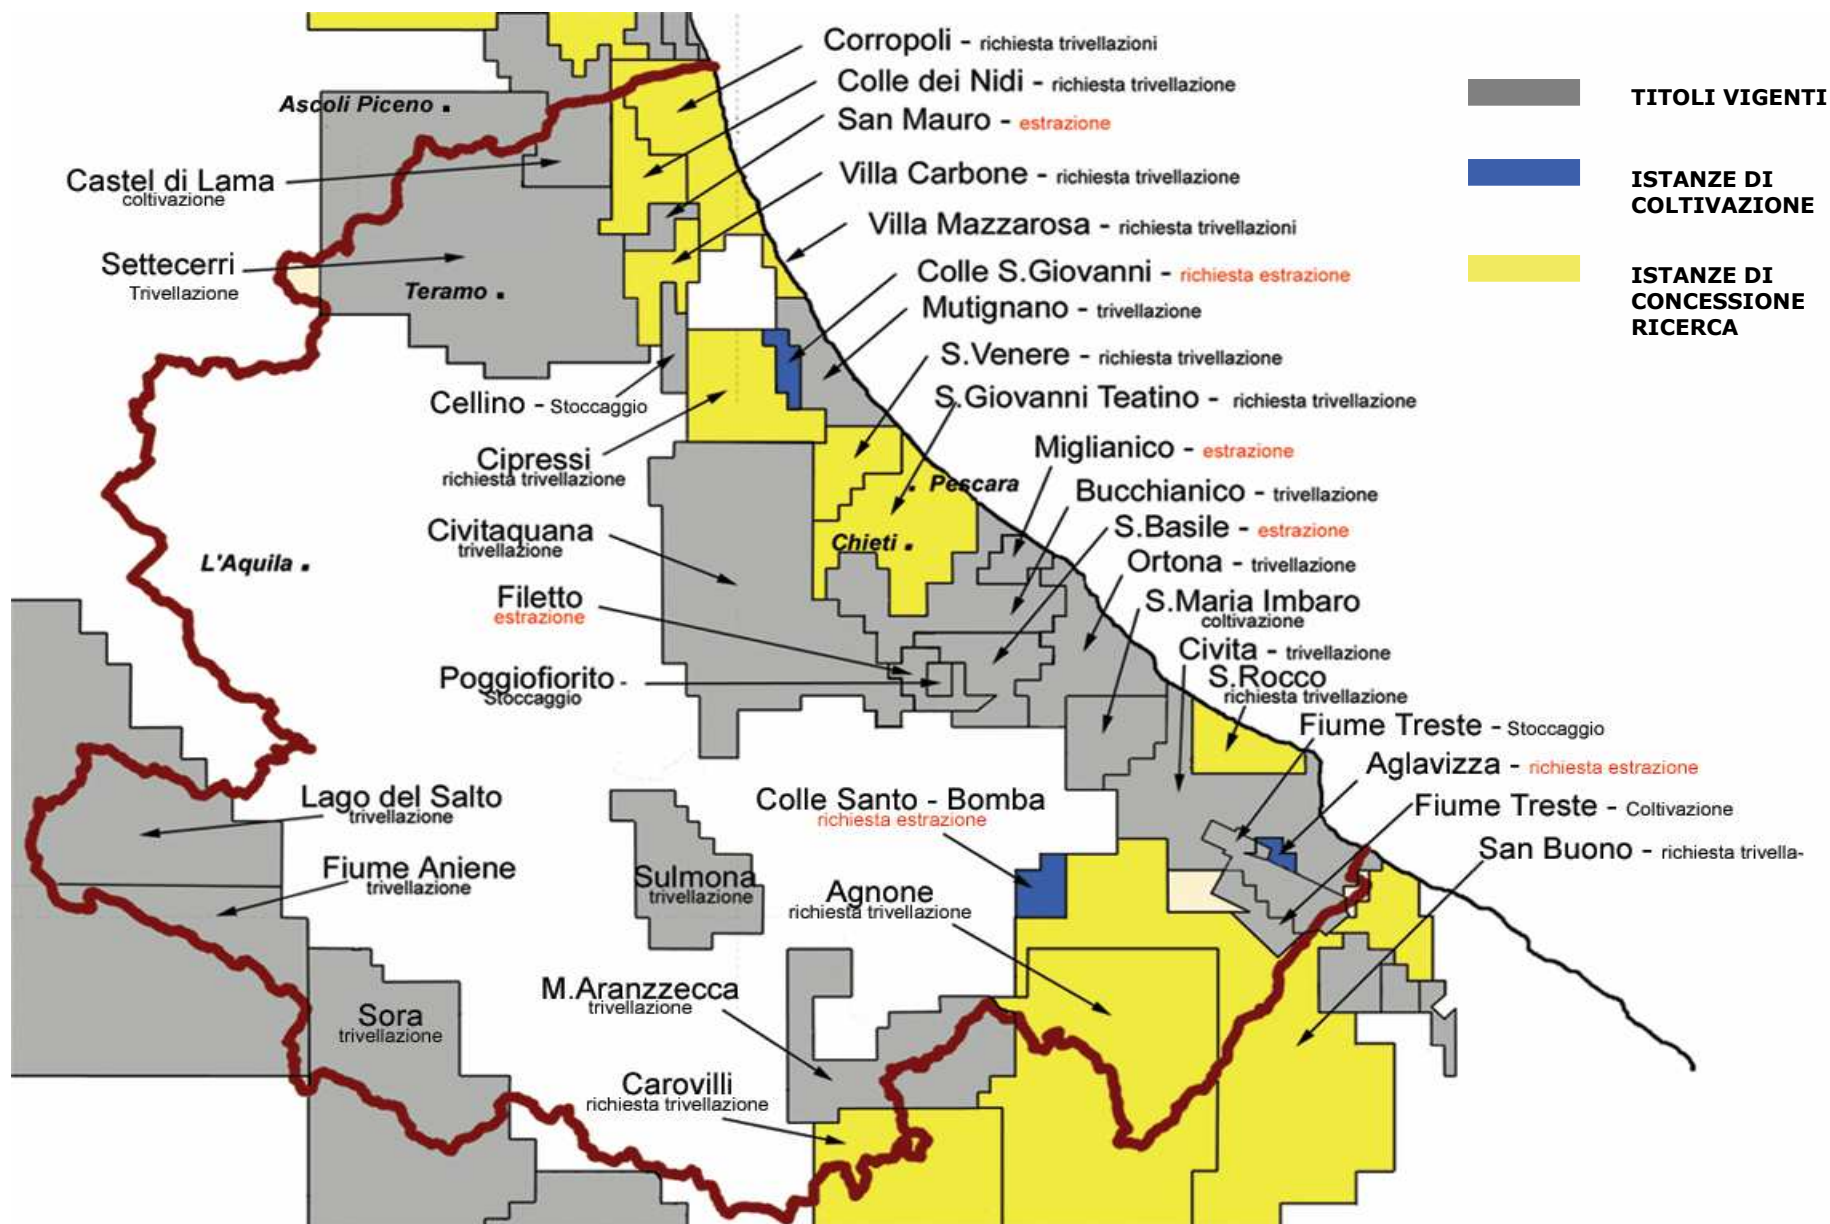 Corropoli - richiesta trivellazioni
Colle dei Nidi - richiesta trivellazione
San Mauro - estrazione
Villa Carbone - richiesta trivellazione
Villa Mazzarosa - richiesta trivellazioni
Colle S.Giovanni - richiesta estrazione
Mutignano - trivellazione
S.Venere - richiesta trivellazione
S.Giovanni Teatino - richiesta trivellazione
Miglianico - estrazione
Bucchianico - trivellazione
S.Basile - estrazione
Ortona - trivellazione
S.Maria Imbaro
coltivazione
Civita - trivellazione
S.Rocco
richiesta trivellazione
Fiume Treste - Stoccaggio
Aglavizza - richiesta estrazione
Fiume Treste - Coltivazione
San Buono - richiesta trivella-
TITOLI VIGENTI
ISTANZE DI
COLTIVAZIONE
ISTANZE DI
CONCESSIONE
RICERCA
Ascoli Piceno
Castel di Lama
coltivazione
Settecerri
Trivellazione
Teramo
Cellino - Stoccaggio
Cipressi
richiesta trivellazione
Pescara
Civitaquana
trivellazione
Chieti
L'Aquila
Filetto
estrazione
Poggiofiorito -
Stoccaggio
Lago del Salto
trivellazione
Fiume Aniene
trivellazione
Colle Santo - Bomba
richiesta estrazione
Sulmona
trivellazione
Agnone
richiesta trivellazione
M.Aranzzecca
trivellazione
Sora
trivellazione
Carovilli
richiesta trivellazione